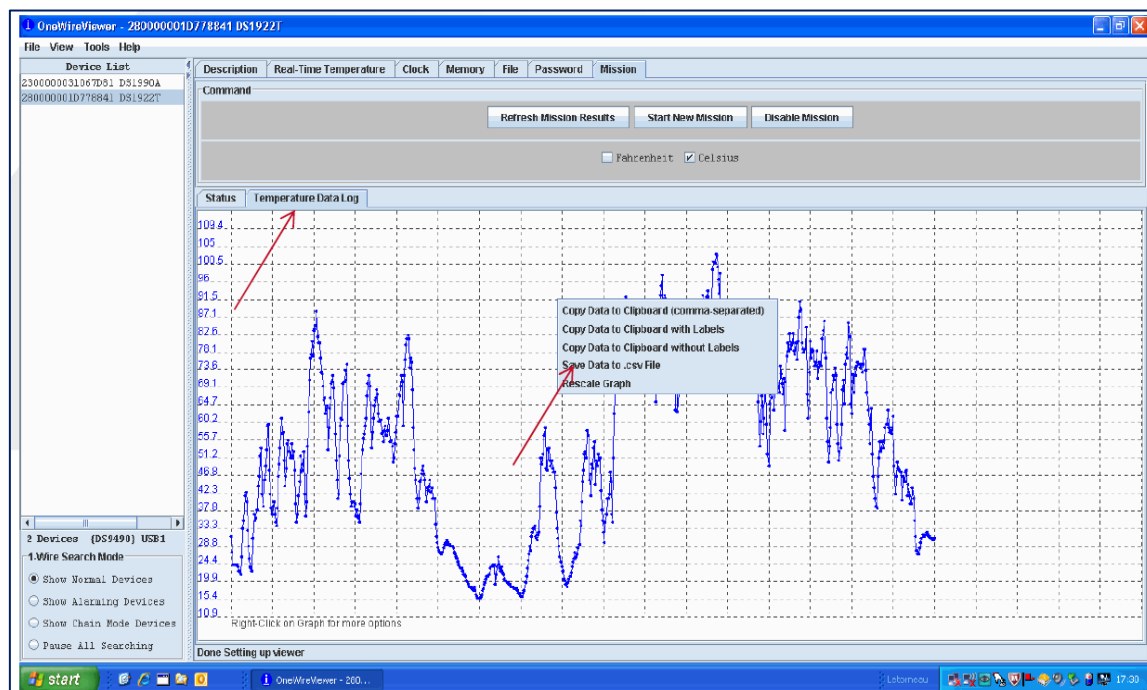 OneWireViewer - 280000001D778841 DS1922T
File View Tools Help
Device List
230000031067D81 DS1990A
280000001D778841 DS1922T
Description Real-Time Temperature Clock Memory File Password Mission
Command
Refresh Mission Results Start New Mission Disable Mission
Fahrenheit Celsius
Status Temperature Data Log
109.4
105
100.5
96
91.5
87.1
82.6
78.1
73.6
69.1
64.7
60.2
55.7
51.2
46.8
42.3
37.8
33.3
28.8
24.4
19.9
15.4
10.9
Copy Data to Clipboard (comma-separated)
Copy Data to Clipboard with Labels
Copy Data to Clipboard without Labels
Save Data to .csv File
Rescale Graph
Right-Click on Graph for more options
2 Devices (DS9490) USB1
1-Wire Search Mode
Show Normal Devices
Show Alarming Devices
Show Chain Mode Devices
Pause All Searching
Done Setting up viewer
start
OneWireViewer - 280...
Letorneau
17:30